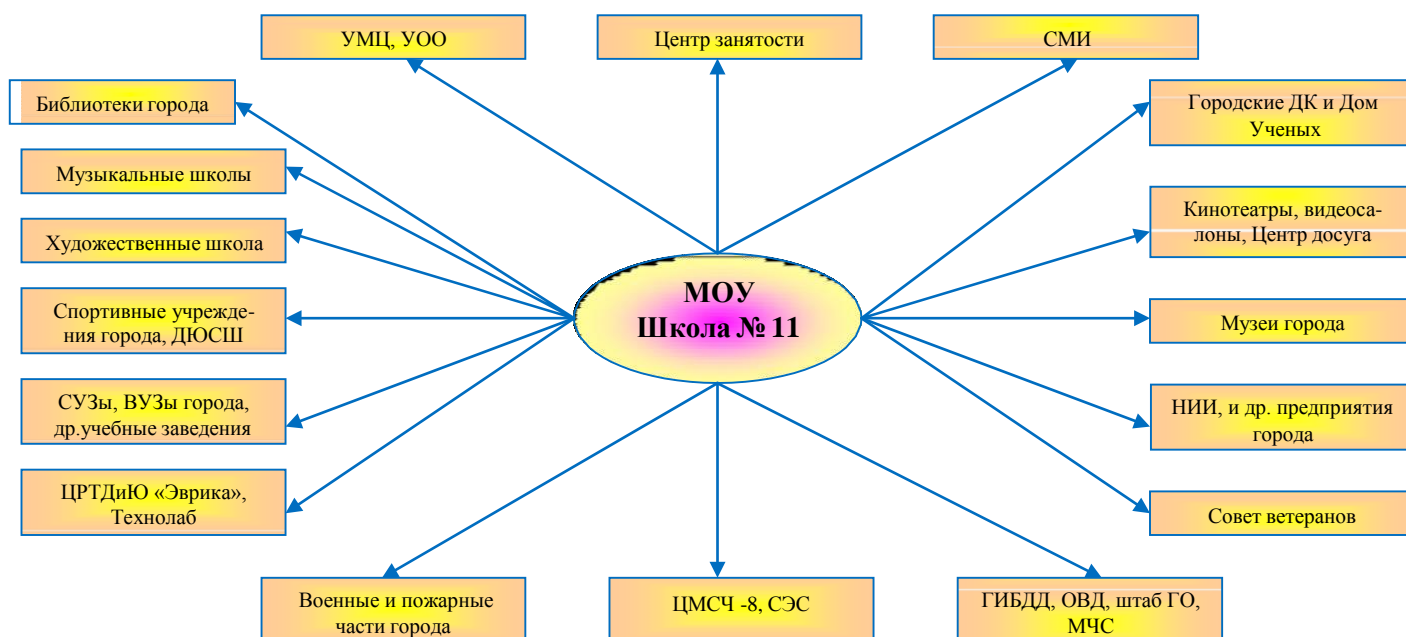 УМЦ, УОО
Центр занятости
СМИ
Библиотеки города
Городские ДК и Дом
Ученых
Музыкальные школы
Кинотеатры, видеоса-
лоны, Центр досуга
Художественные школа
МОУ
Школа № 11
Спортивные учрежде-
ния города, ДЮСШ
Музеи города
СУЗы, ВУЗы города,
др.учебные заведения
НИИ, и др. предприятия
города
ЦРТДиЮ «Эврика»,
Технолаб
Совет ветеранов
Военные и пожарные
части города
ЦМСЧ -8, СЭС
ГИБДД, ОВД, штаб ГО,
МЧС